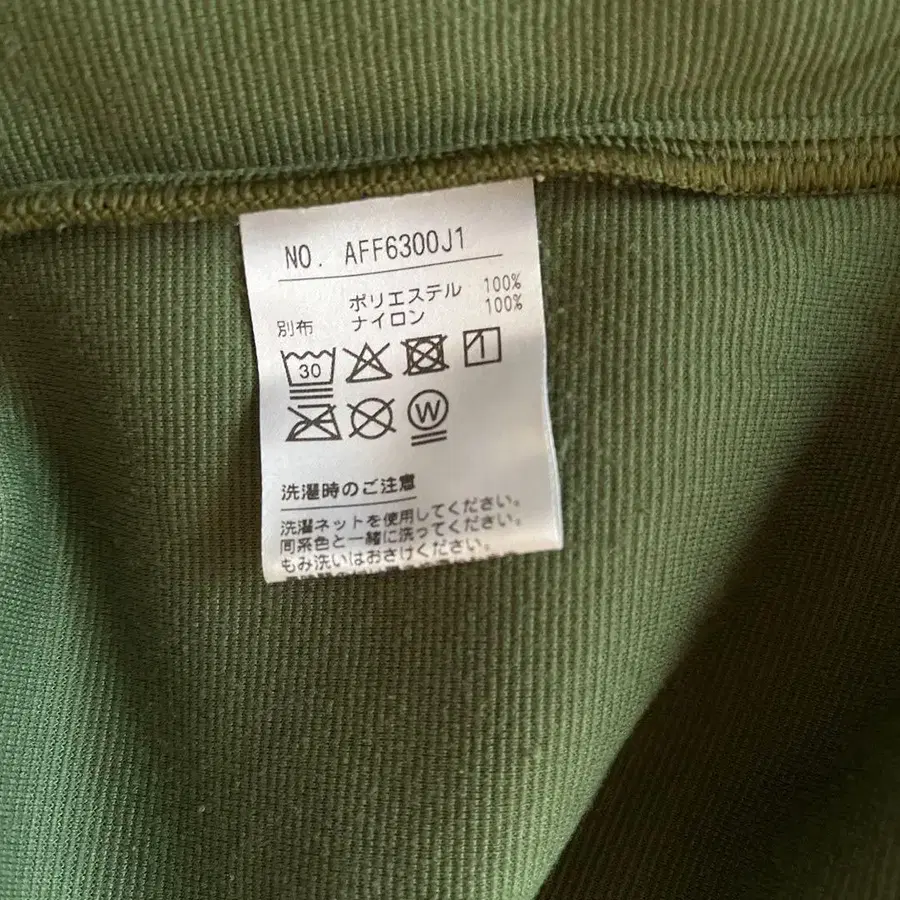 NO. AFF6300J1
ポリエステル 100%
別布 ナイロン 100%
30
W
洗濯時のご注意
洗濯ネットを使用してください。
同系色と一緒に洗ってください。
もみ洗いはおさけください。